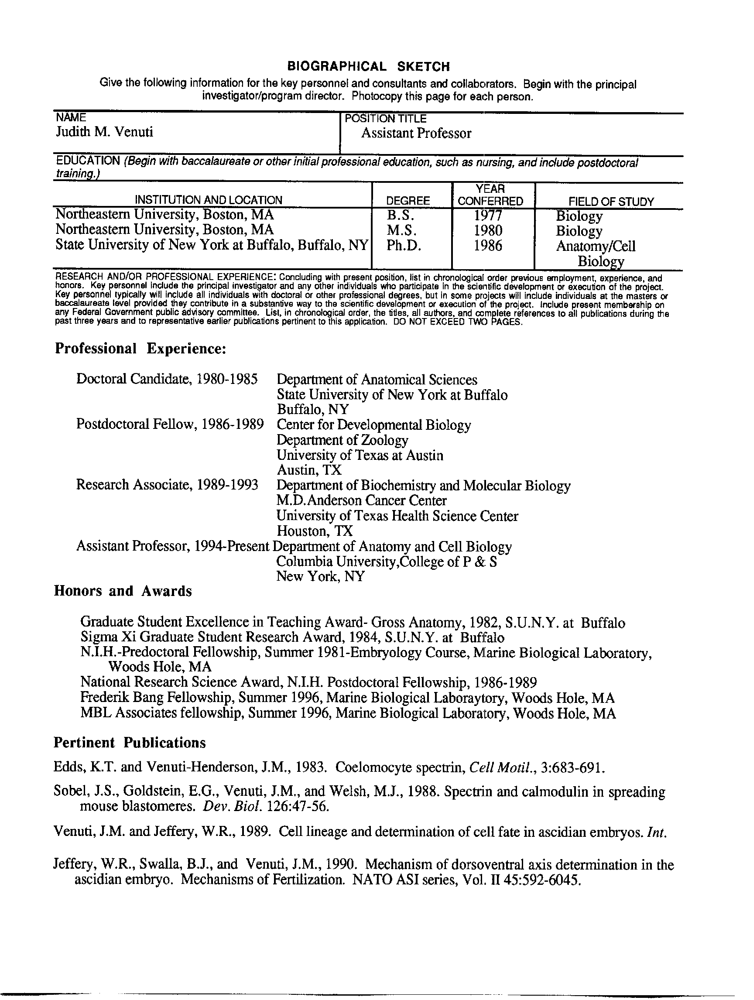 BIOGRAPHICAL SKETCH
Give the following information for the key personnel and consultants and collaborators. Begin with the principal
investigator/program director. Photocopy this page for each person.
NAME
POSITION TITLE
Judith M. Venuti
Assistant Professor
EDUCATION (Begin with baccalaureate or other initial professional education, such as nursing, and include postdoctoral
training.)
INSTITUTION AND LOCATION DEGREE YEAR CONFERRED FIELD OF STUDY
Northeastern University, Boston, MA B.S. 1977 Biology
Northeastern University, Boston, MA M.S. 1980 Biology
State University of New York at Buffalo, Buffalo, NY Ph.D. 1986 Anatomy/Cell
Biology
RESEARCH AND/OR PROFESSIONAL EXPERIENCE: Concluding with present position, list in chronological order previous employment, experience, and
honors. Key personnel include the principal investigator and any other individuals who participate in the scientific development or execution of the project.
Key personnel typically will include all individuals with doctoral or other professional degrees, but in some projects will include individuals at the masters or
baccalaureate level provided they contribute in a substantive way to the scientific development or execution of the project. Include present membership on
any Federal Government public advisory committee. List, in chronological order, the titles, all authors, and complete references to all publications during the
past three years and to representative earlier publications pertinent to this application. DO NOT EXCEED TWO PAGES.
Professional Experience:
Doctoral Candidate, 1980-1985 Department of Anatomical Sciences
State University of New York at Buffalo
Buffalo, NY
Postdoctoral Fellow, 1986-1989 Center for Developmental Biology
Department of Zoology
University of Texas at Austin
Austin, TX
Research Associate, 1989-1993 Department of Biochemistry and Molecular Biology
M.D.Anderson Cancer Center
University of Texas Health Science Center
Houston, TX
Assistant Professor, 1994-Present Department of Anatomy and Cell Biology
Columbia University,College of P & S
New York, NY
Honors and Awards
Graduate Student Excellence in Teaching Award- Gross Anatomy, 1982, S.U.N.Y. at Buffalo
Sigma Xi Graduate Student Research Award, 1984, S.U.N.Y. at Buffalo
N.I.H.-Predoctoral Fellowship, Summer 1981-Embryology Course, Marine Biological Laboratory,
Woods Hole, MA
National Research Science Award, N.I.H. Postdoctoral Fellowship, 1986-1989
Frederik Bang Fellowship, Summer 1996, Marine Biological Laboraytory, Woods Hole, MA
MBL Associates fellowship, Summer 1996, Marine Biological Laboratory, Woods Hole, MA
Pertinent Publications
Edds, K.T. and Venuti-Henderson, J.M., 1983. Coelomocyte spectrin, Cell Motil., 3:683-691.
Sobel, J.S., Goldstein, E.G., Venuti, J.M., and Welsh, M.J., 1988. Spectrin and calmodulin in spreading
mouse blastomeres. Dev. Biol. 126:47-56.
Venuti, J.M. and Jeffery, W.R., 1989. Cell lineage and determination of cell fate in ascidian embryos. Int.
Jeffery, W.R., Swalla, B.J., and Venuti, J.M., 1990. Mechanism of dorsoventral axis determination in the
ascidian embryo. Mechanisms of Fertilization. NATO ASI series, Vol. II 45:592-6045.